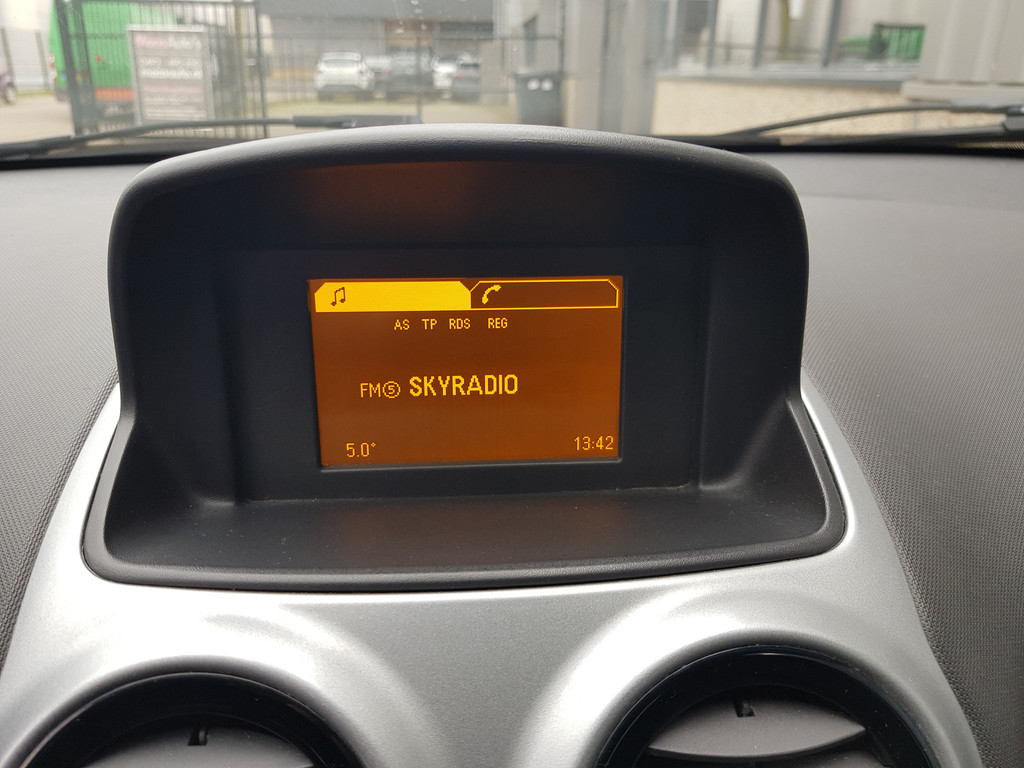 AS TP RDS REG
FM⑤ SKYRADIO
5.0°
13:42